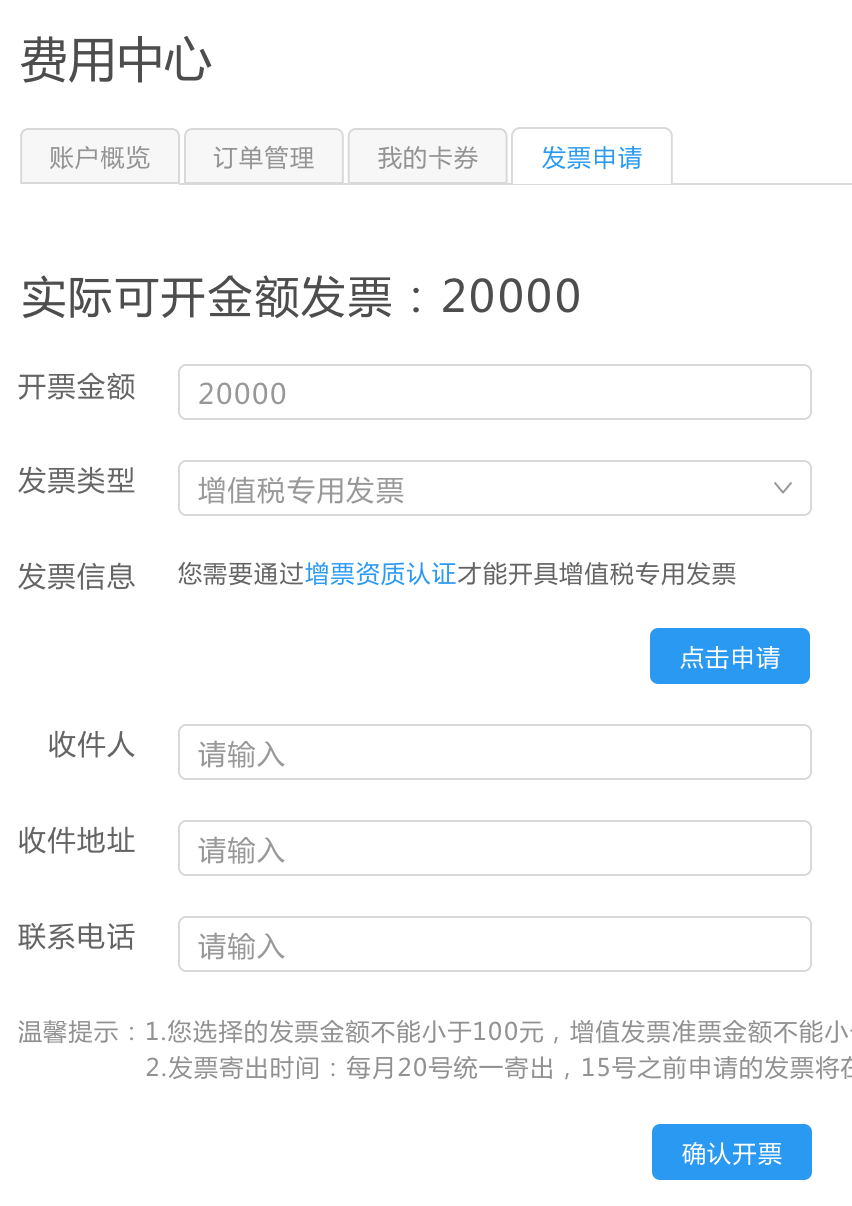 费用中心
账户概览 订单管理 我的卡券 发票申请
实际可开金额发票：20000
开票金额 20000
发票类型 增值税专用发票
发票信息 您需要通过增票资质认证才能开具增值税专用发票
点击申请
收件人 请输入
收件地址 请输入
联系电话 请输入
温馨提示：1.您选择的发票金额不能小于100元，增值发票准票金额不能小
2.发票寄出时间：每月20号统一寄出，15号之前申请的发票将在
确认开票